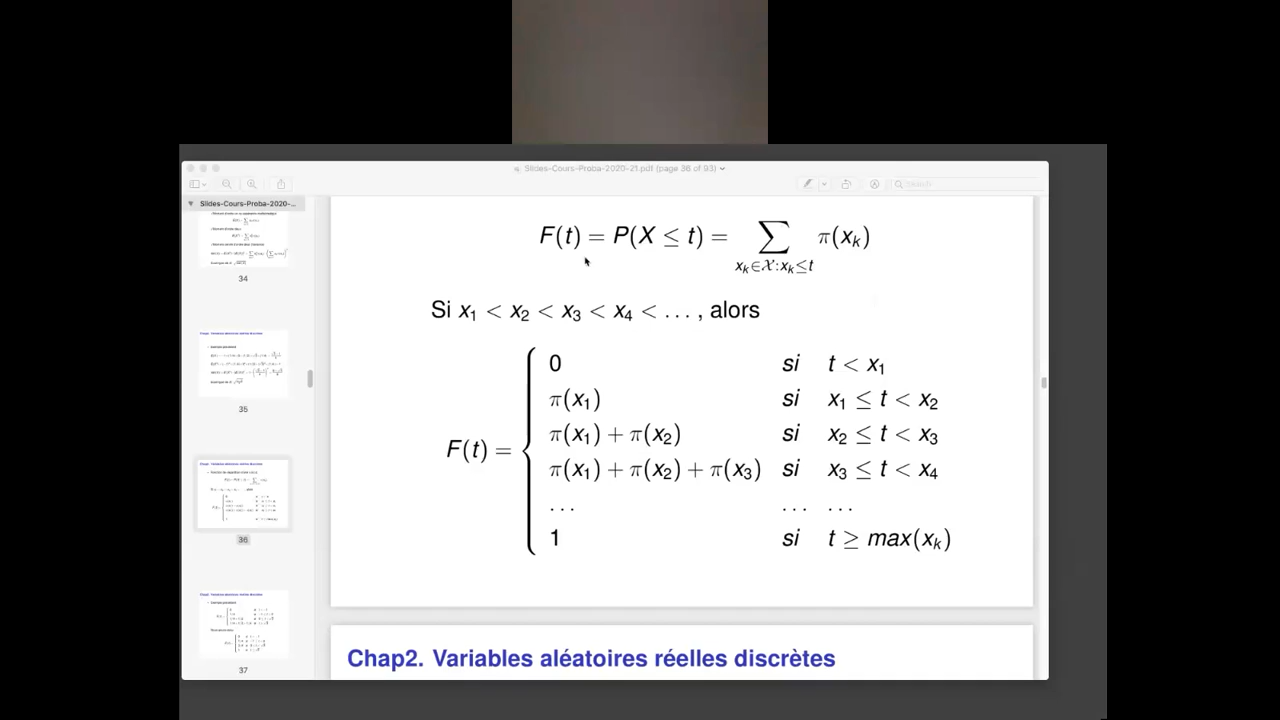 Slides-Cours-Proba-2020-21.pdf (page 36 of 93)
Search
Slides-Cours-Proba-2020-...
34
35
36
37
F(t) = P(X ≤ t) = ∑ π(x_k)
x_k∈𝒳:x_k≤t
Si x₁ < x₂ < x₃ < x₄ < … , alors
F(t) =
0 si t < x₁
π(x₁) si x₁ ≤ t < x₂
π(x₁) + π(x₂) si x₂ ≤ t < x₃
π(x₁) + π(x₂) + π(x₃) si x₃ ≤ t < x₄
… … …
1 si t ≥ max(x_k)
Chap2. Variables aléatoires réelles discrètes